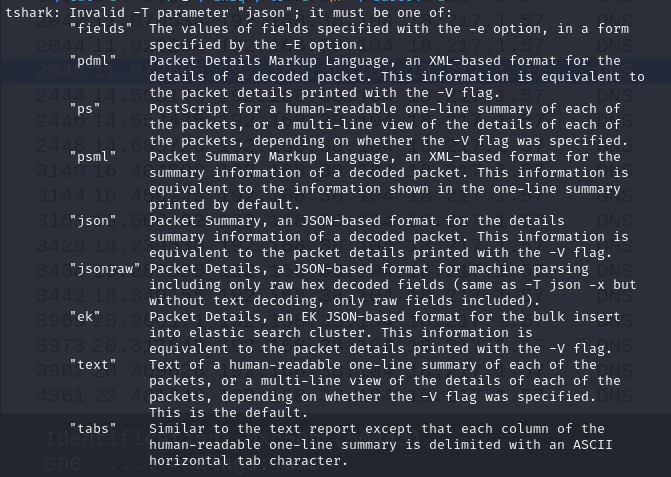 tshark: Invalid -T parameter "jason"; it must be one of:
"fields" The values of fields specified with the -e option, in a form
specified by the -E option.
"pdml" Packet Details Markup Language, an XML-based format for the
details of a decoded packet. This information is equivalent to
the packet details printed with the -V flag.
"ps" PostScript for a human-readable one-line summary of each of
the packets, or a multi-line view of the details of each of
the packets, depending on whether the -V flag was specified.
"psml" Packet Summary Markup Language, an XML-based format for the
summary information of a decoded packet. This information is
equivalent to the information shown in the one-line summary
printed by default.
"json" Packet Summary, an JSON-based format for the details
summary information of a decoded packet. This information is
equivalent to the packet details printed with the -V flag.
"jsonraw" Packet Details, a JSON-based format for machine parsing
including only raw hex decoded fields (same as -T json -x but
without text decoding, only raw fields included).
"ek" Packet Details, an EK JSON-based format for the bulk insert
into elastic search cluster. This information is
equivalent to the packet details printed with the -V flag.
"text" Text of a human-readable one-line summary of each of the
packets, or a multi-line view of the details of each of the
packets, depending on whether the -V flag was specified.
This is the default.
"tabs" Similar to the text report except that each column of the
human-readable one-line summary is delimited with an ASCII
horizontal tab character.